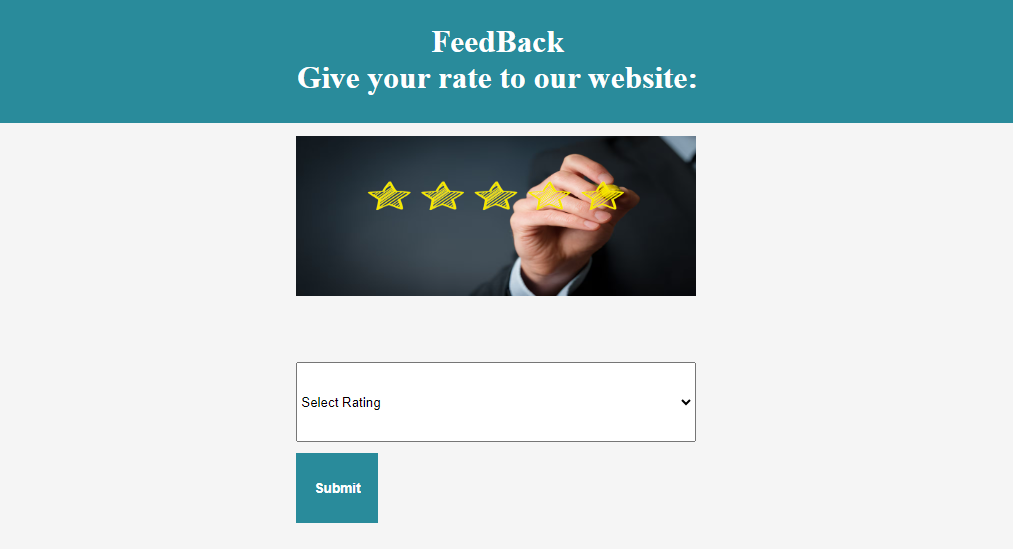 FeedBack
Give your rate to our website:
Select Rating
Submit